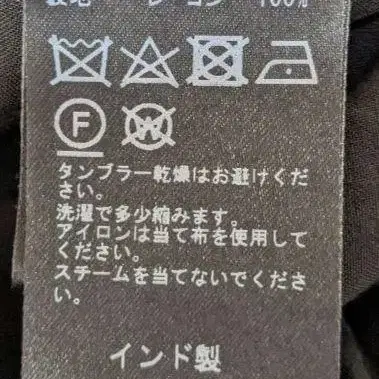 100%
F
W
タンブラー乾燥はお避けくだ
さい。
洗濯で多少縮みます。
アイロンは当て布を使用して
ください。
スチームを当てないでくださ
い。
インド製